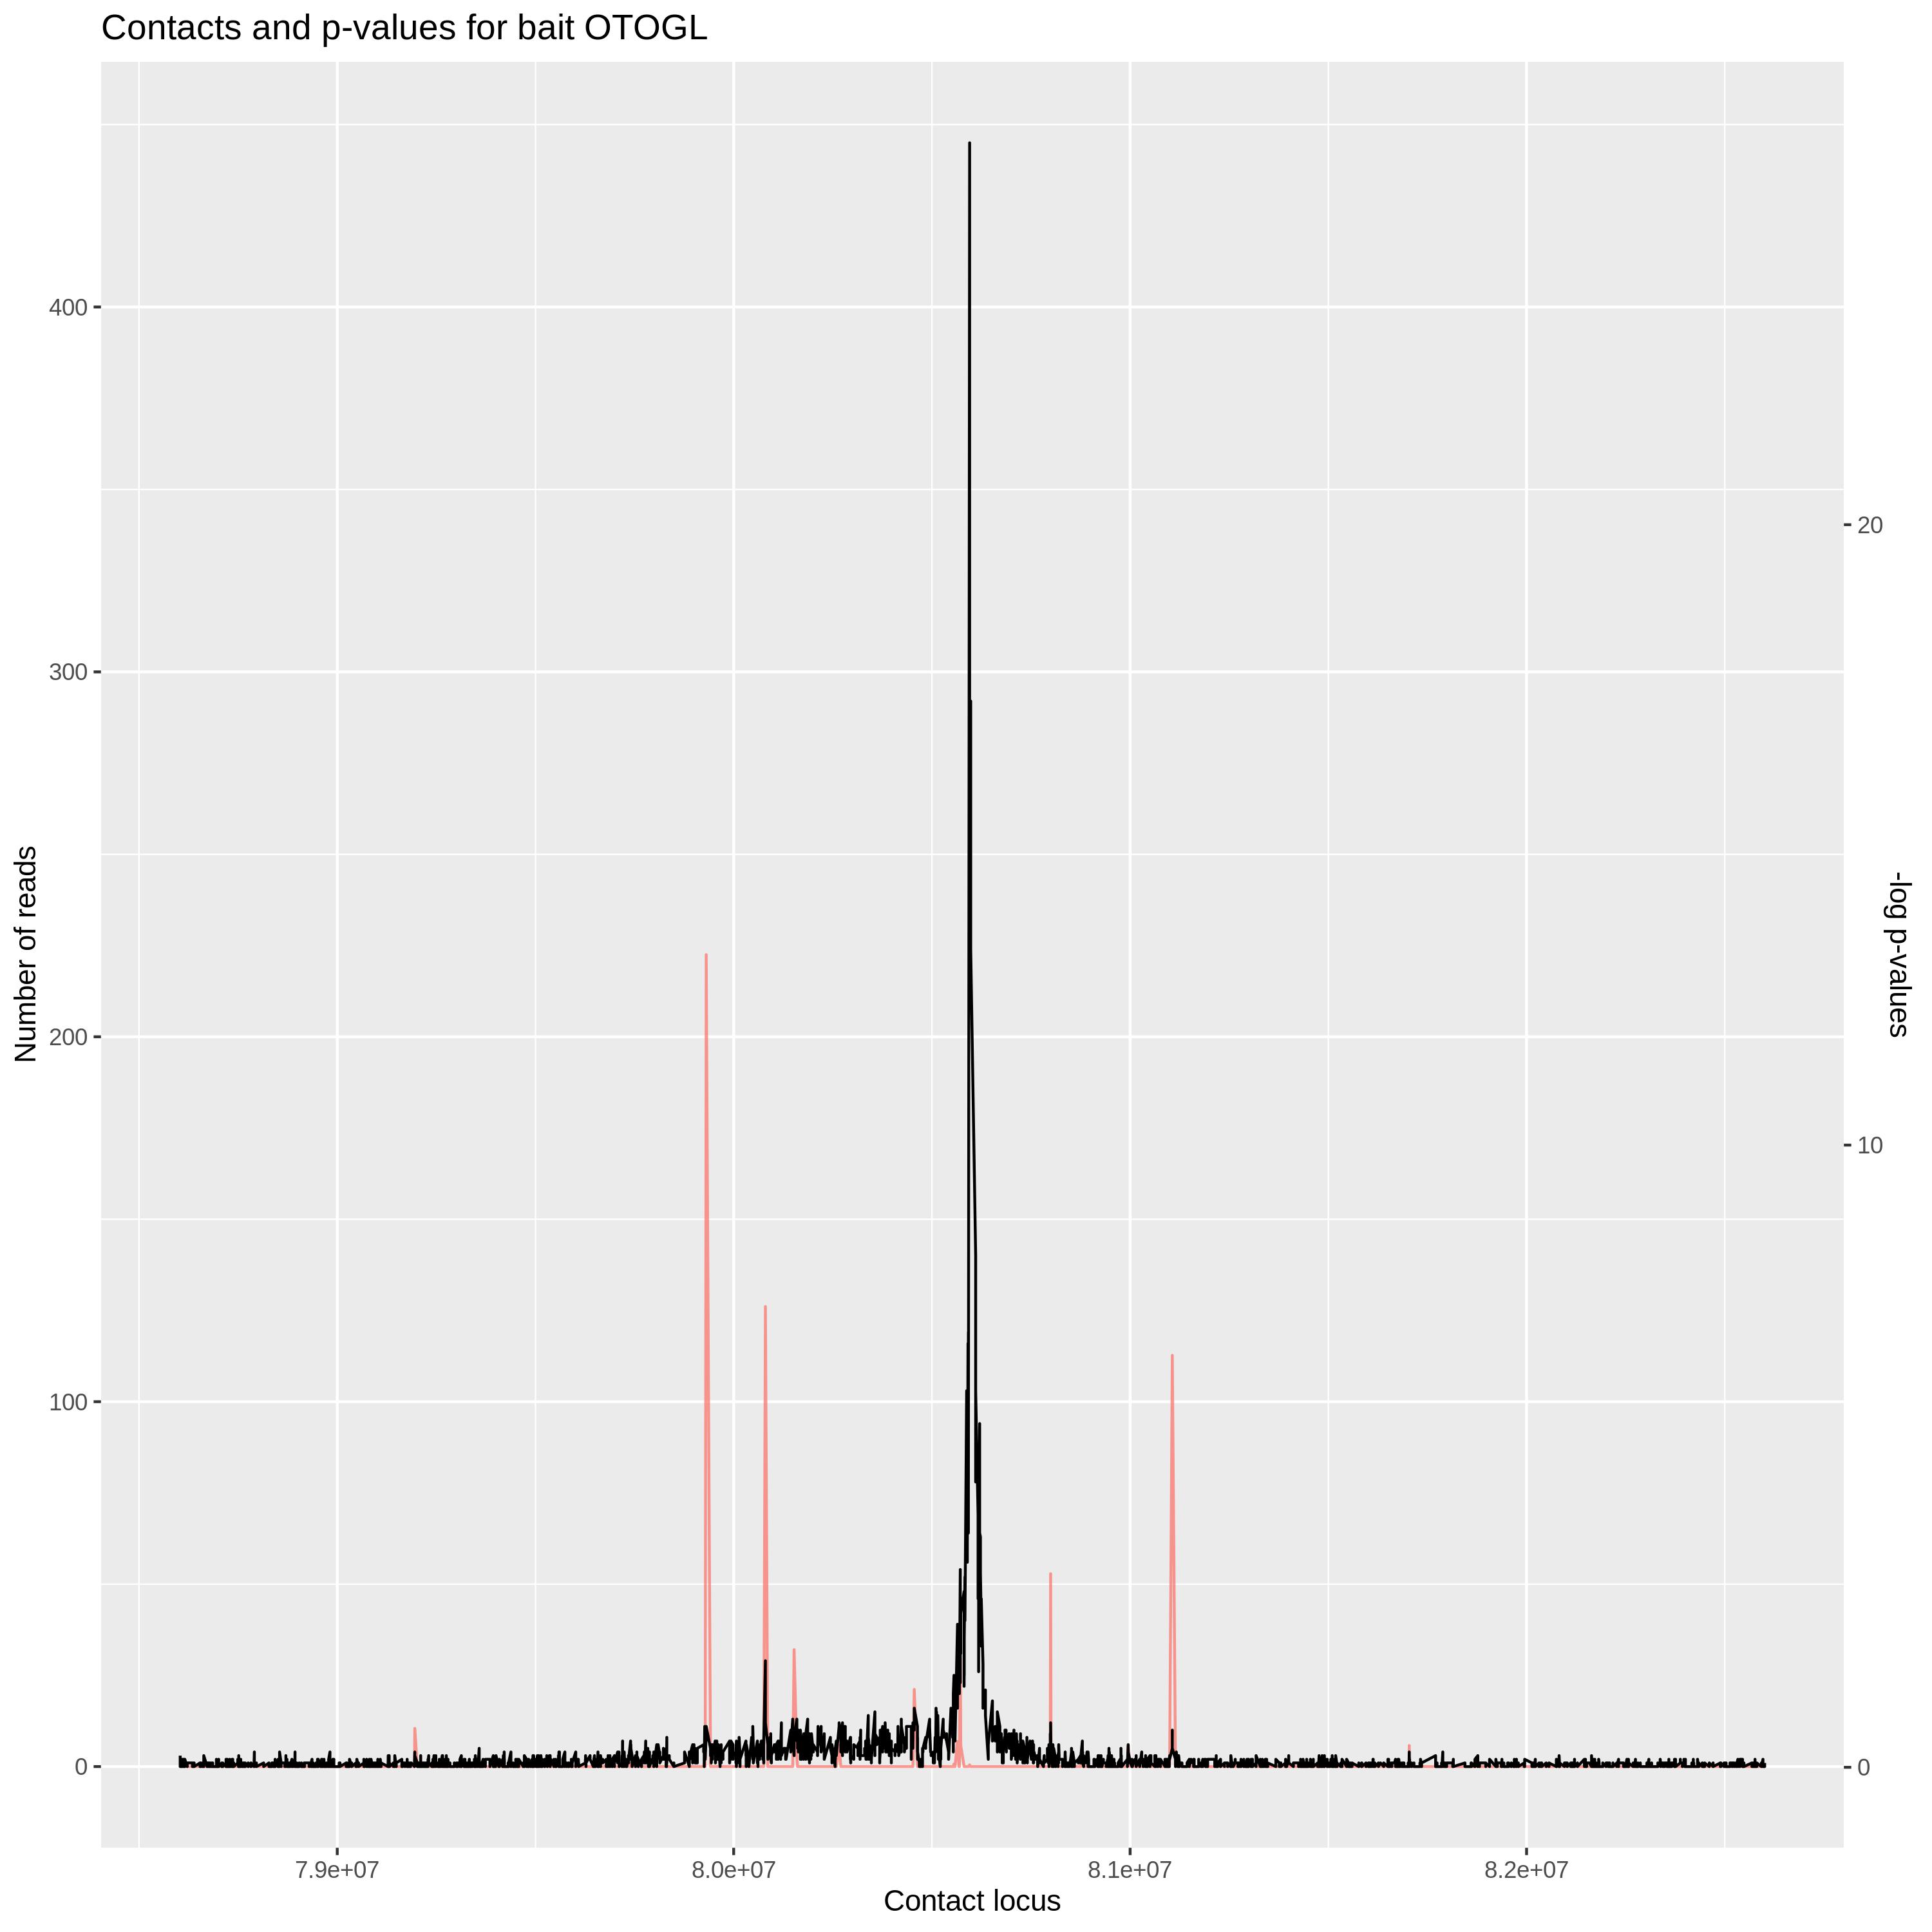 Contacts and p-values for bait OTOGL
Number of reads
400
300
200
100
0
20
10
0
-log p-values
7.9e+07
8.0e+07
8.1e+07
8.2e+07
Contact locus